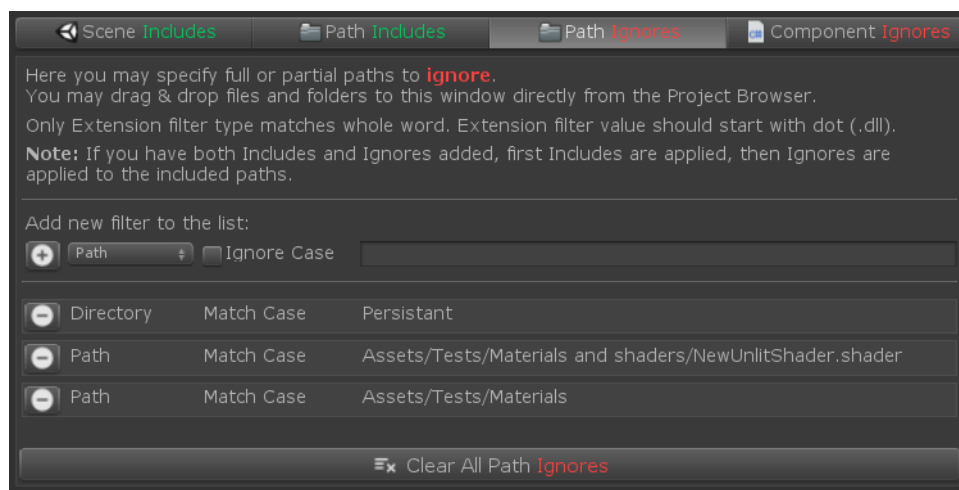 Scene Includes
Path Includes
Path Ignores
c#
Component Ignores
Here you may specify full or partial paths to ignore.
You may drag & drop files and folders to this window directly from the Project Browser.
Only Extension filter type matches whole word. Extension filter value should start with dot (.dll).
Note: If you have both Includes and Ignores added, first Includes are applied, then Ignores are
applied to the included paths.
Add new filter to the list:
Path Ignore Case
Directory Match Case Persistant
Path Match Case Assets/Tests/Materials and shaders/NewUnlitShader.shader
Path Match Case Assets/Tests/Materials
Clear All Path Ignores